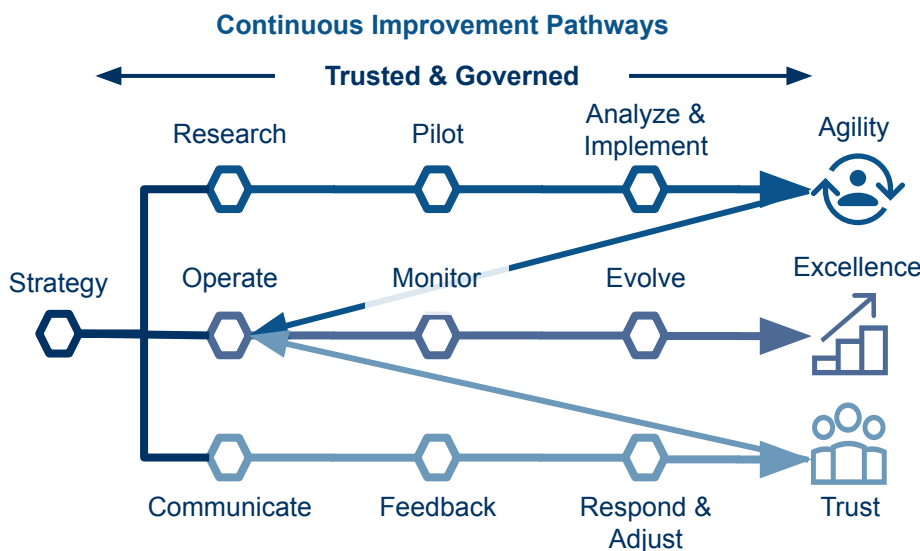 Continuous Improvement Pathways
Trusted & Governed
Research
Pilot
Analyze &
Implement
Agility
Strategy
Operate
Monitor
Evolve
Excellence
Communicate
Feedback
Respond &
Adjust
Trust